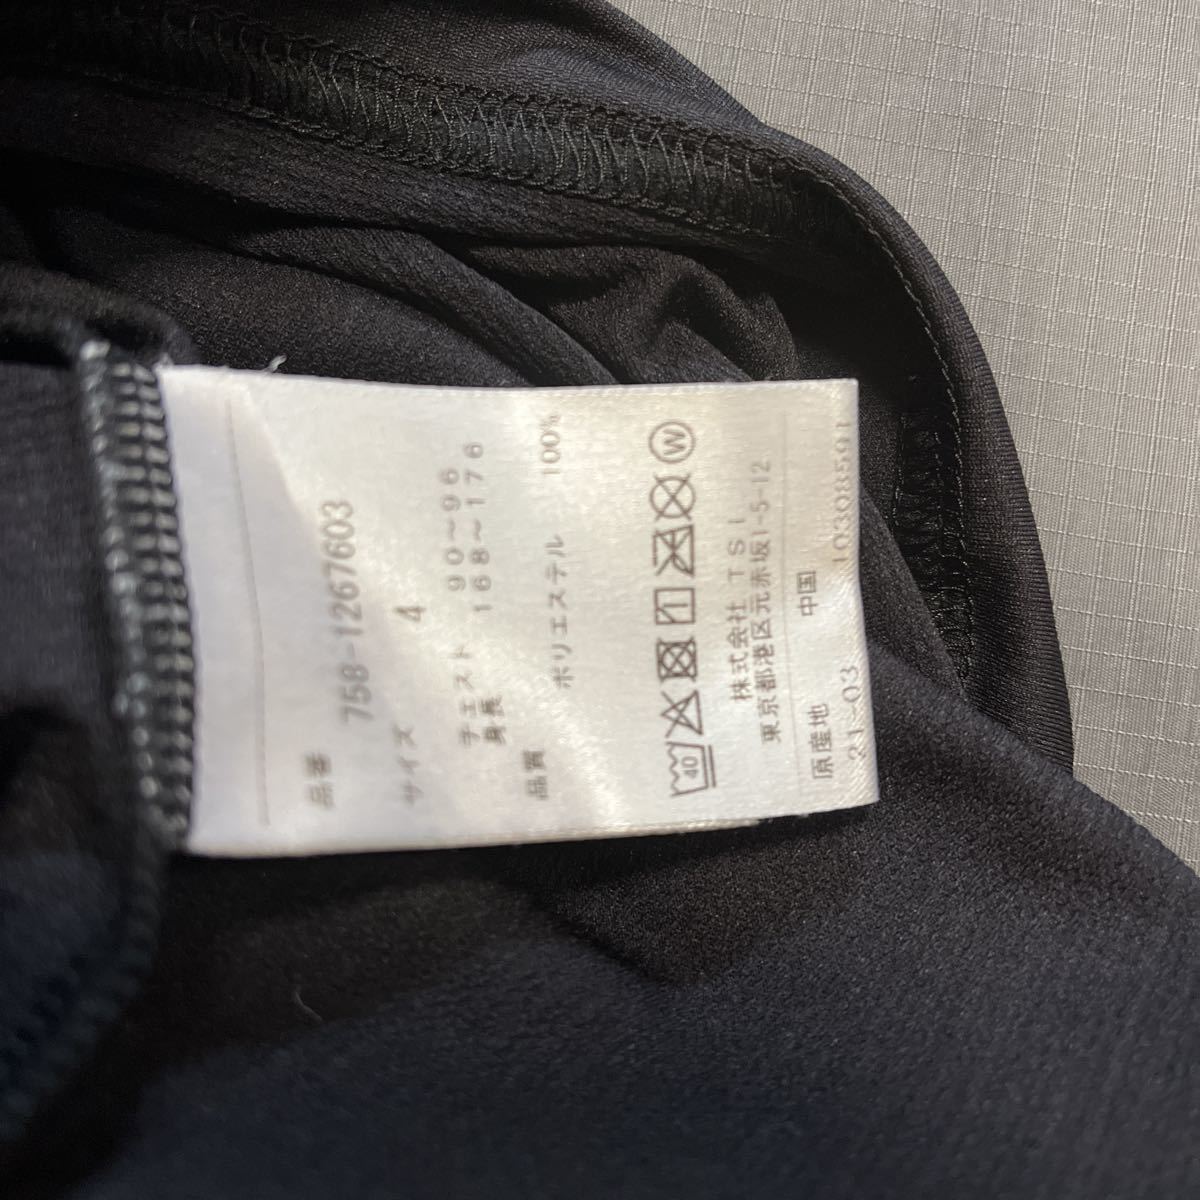 品番 758-1267603
サイズ 4
チェスト 90～96
身長 168～176
品質 ポリエステル 100%
40 W
株式会社 TSI
東京都港区元赤坂1-5-12
原産地 中国
21-03 10308591